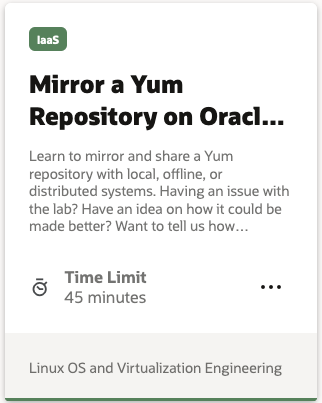 IaaS
Mirror a Yum
Repository on Oracl...
Learn to mirror and share a Yum
repository with local, offline, or
distributed systems. Having an issue with
the lab? Have an idea on how it could be
made better? Want to tell us how...
Time Limit
45 minutes
Linux OS and Virtualization Engineering